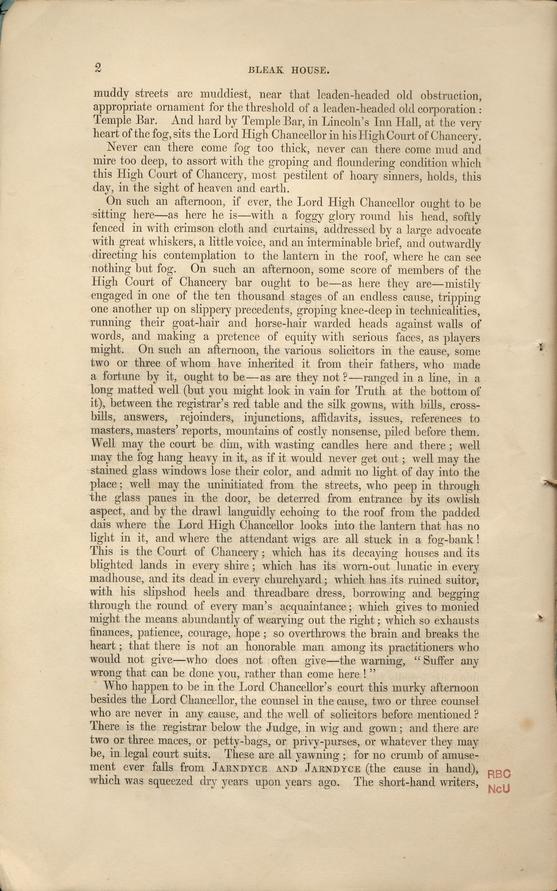 2
BLEAK HOUSE.
muddy streets are muddiest, near that leaden-headed old obstruction,
appropriate ornament for the threshold of a leaden-headed old corporation :
Temple Bar. And hard by Temple Bar, in Lincoln's Inn Hall, at the very
heart of the fog, sits the Lord High Chancellor in his High Court of Chancery.
Never can there come fog too thick, never can there come mud and
mire too deep, to assort with the groping and floundering condition which
this High Court of Chancery, most pestilent of hoary sinners, holds, this
day, in the sight of heaven and earth.
On such an afternoon, if ever, the Lord High Chancellor ought to be
sitting here—as here he is—with a foggy glory round his head, softly
fenced in with crimson cloth and curtains, addressed by a large advocate
with great whiskers, a little voice, and an interminable brief, and outwardly
directing his contemplation to the lantern in the roof, where he can see
nothing but fog. On such an afternoon, some score of members of the
High Court of Chancery bar ought to be—as here they are—mistily
engaged in one of the ten thousand stages of an endless cause, tripping
one another up on slippery precedents, groping knee-deep in technicalities,
running their goat-hair and horse-hair warded heads against walls of
words, and making a pretence of equity with serious faces, as players
might. On such an afternoon, the various solicitors in the cause, some
two or three of whom have inherited it from their fathers, who made
a fortune by it, ought to be—as are they not ?—ranged in a line, in a
long matted well (but you might look in vain for Truth at the bottom of
it), between the registrar's red table and the silk gowns, with bills, cross-
bills, answers, rejoinders, injunctions, affidavits, issues, references to
masters, masters' reports, mountains of costly nonsense, piled before them.
Well may the court be dim, with wasting candles here and there ; well
may the fog hang heavy in it, as if it would never get out ; well may the
stained glass windows lose their color, and admit no light of day into the
place ; well may the uninitiated from the streets, who peep in through
the glass panes in the door, be deterred from entrance by its owlish
aspect, and by the drawl languidly echoing to the roof from the padded
dais where the Lord High Chancellor looks into the lantern that has no
light in it, and where the attendant wigs are all stuck in a fog-bank !
This is the Court of Chancery ; which has its decaying houses and its
blighted lands in every shire ; which has its worn-out lunatic in every
madhouse, and its dead in every churchyard ; which has its ruined suitor,
with his slipshod heels and threadbare dress, borrowing and begging
through the round of every man's acquaintance ; which gives to monied
might the means abundantly of wearying out the right ; which so exhausts
finances, patience, courage, hope ; so overthrows the brain and breaks the
heart ; that there is not an honorable man among its practitioners who
would not give—who does not often give—the warning, “ Suffer any
wrong that can be done you, rather than come here ! ”
Who happen to be in the Lord Chancellor's court this murky afternoon
besides the Lord Chancellor, the counsel in the cause, two or three counsel
who are never in any cause, and the well of solicitors before mentioned ?
There is the registrar below the Judge, in wig and gown ; and there are
two or three maces, or petty-bags, or privy-purses, or whatever they may
be, in legal court suits. These are all yawning ; for no crumb of amuse-
ment ever falls from JARNDYCE AND JARNDYCE (the cause in hand),
which was squeezed dry years upon years ago. The short-hand writers,
RBC
NcU